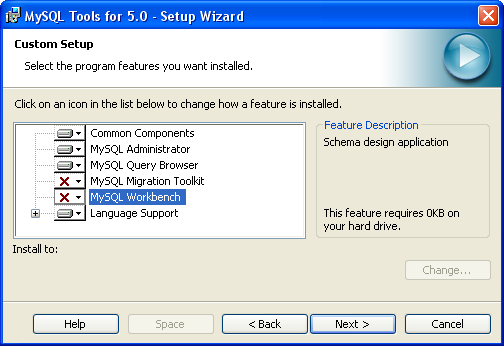 MySQL Tools for 5.0 - Setup Wizard
Custom Setup
Select the program features you want installed.
Click on an icon in the list below to change how a feature is installed.
Common Components
MySQL Administrator
MySQL Query Browser
MySQL Migration Toolkit
MySQL Workbench
Language Support
Feature Description
Schema design application
This feature requires 0KB on
your hard drive.
Install to:
Change...
Help
Space
< Back
Next >
Cancel